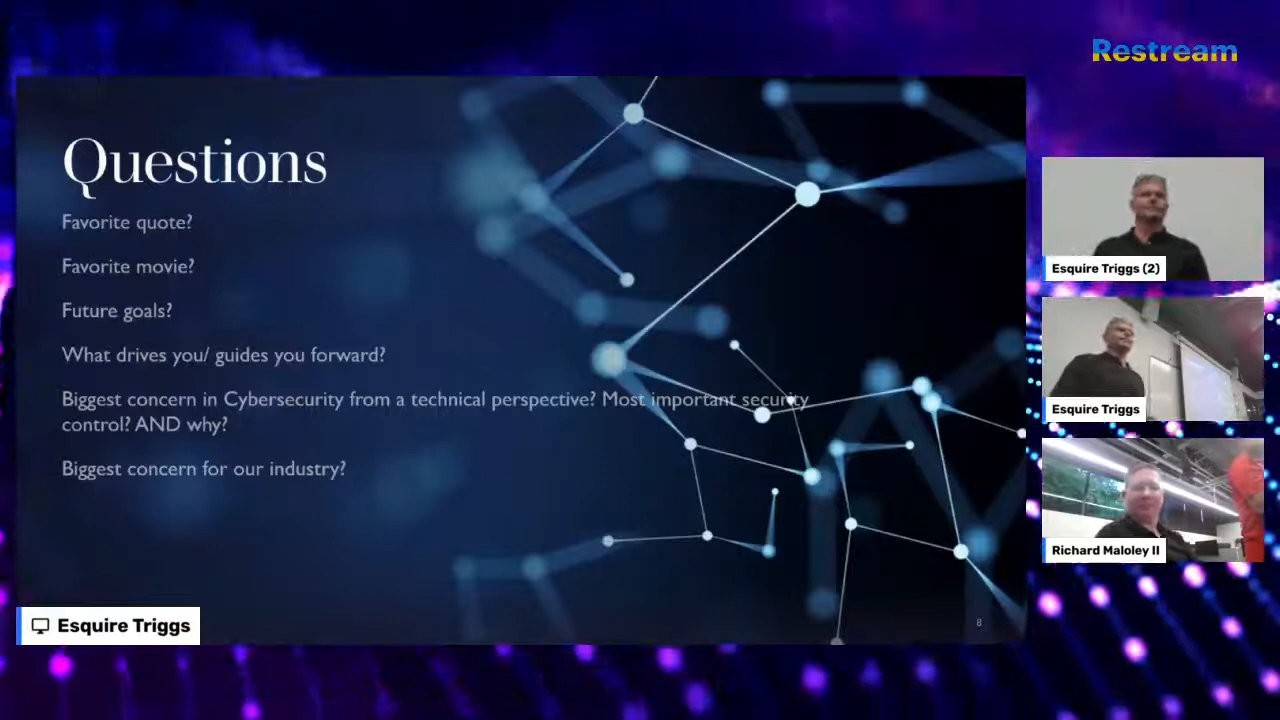 Restream
Questions
Favorite quote?
Favorite movie?
Future goals?
What drives you/ guides you forward?
Biggest concern in Cybersecurity from a technical perspective? Most important security
control? AND why?
Biggest concern for our industry?
8
Esquire Triggs
Esquire Triggs (2)
Esquire Triggs
Richard Maloley II